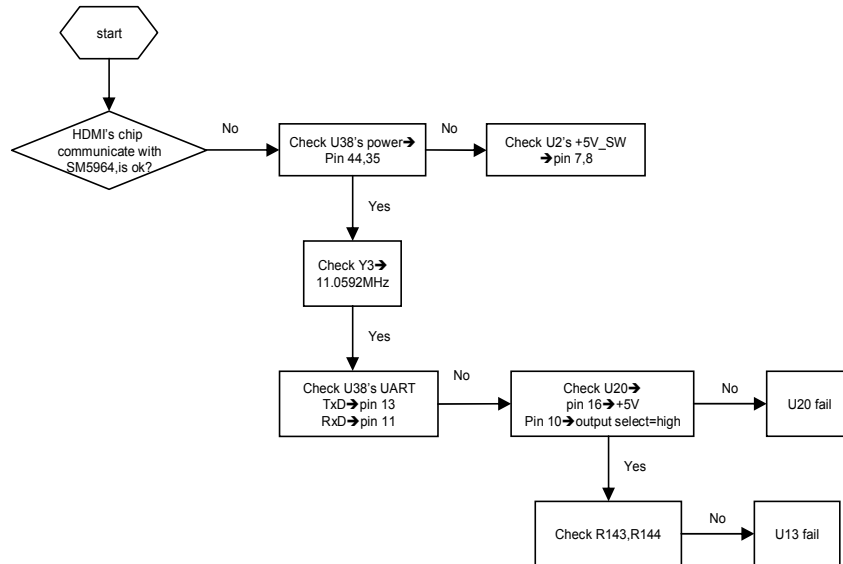 start
HDMI's chip
communicate with
SM5964,is ok?
No
Check U38's power➔
Pin 44,35
No
Check U2's +5V_SW
➔pin 7,8
Yes
Check Y3➔
11.0592MHz
Yes
Check U38's UART
TxD➔pin 13
RxD➔pin 11
No
Check U20➔
pin 16➔+5V
Pin 10➔output select=high
No
U20 fail
Yes
Check R143,R144
No
U13 fail